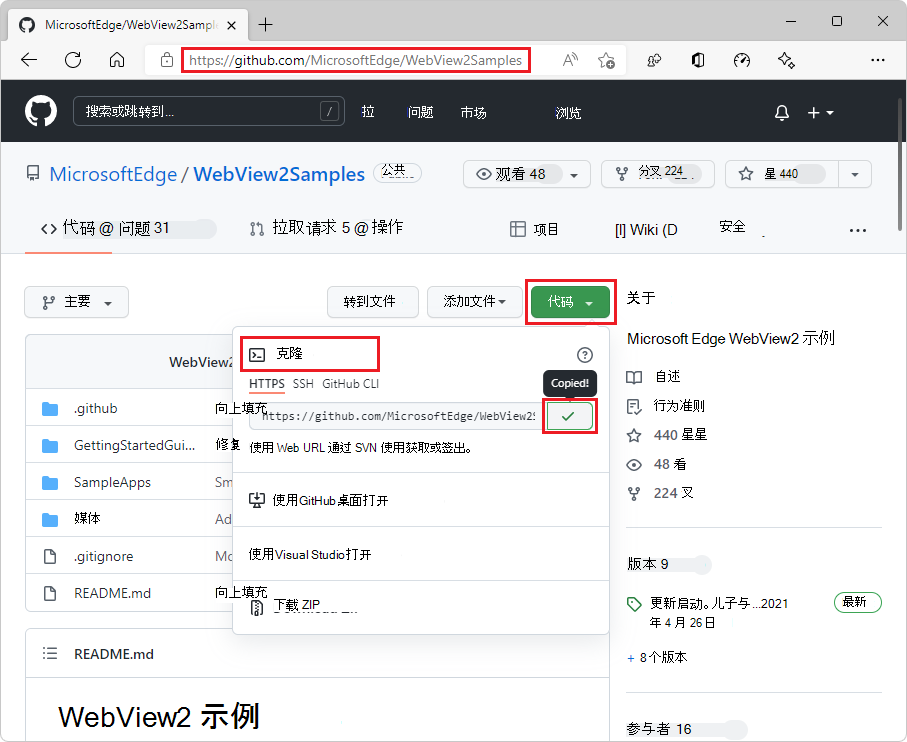 MicrosoftEdge/WebView2Sampl
https://github.com/MicrosoftEdge/WebView2Samples
搜索或跳转到... / 拉 问题 市场 浏览
MicrosoftEdge / WebView2Samples 公共 观看 48 分叉 224 星 440
代码 @ 问题 31 拉取请求 5 @ 操作 项目 [I] Wiki (D 安全
主要 转到文件 添加文件 代码 关于
Microsoft Edge WebView2 示例
WebView2
克隆
自述
HTTPS SSH GitHub CLI Copied!
.github 向上填充 https://github.com/MicrosoftEdge/WebView2S 行为准则
440 星星
GettingStartedGui... 修复 使用 Web URL 通过 SVN 使用获取或签出。
48 看
SampleApps Sm
224 叉
使用GitHub桌面打开
媒体 Ad
.gitignore Mo 使用Visual Studio打开
版本 9
README.md 向上填充 下载 ZIP
更新启动。儿子与...2021 最新
年 4 月 26日
README.md + 8个版本
WebView2 示例
参与者 16